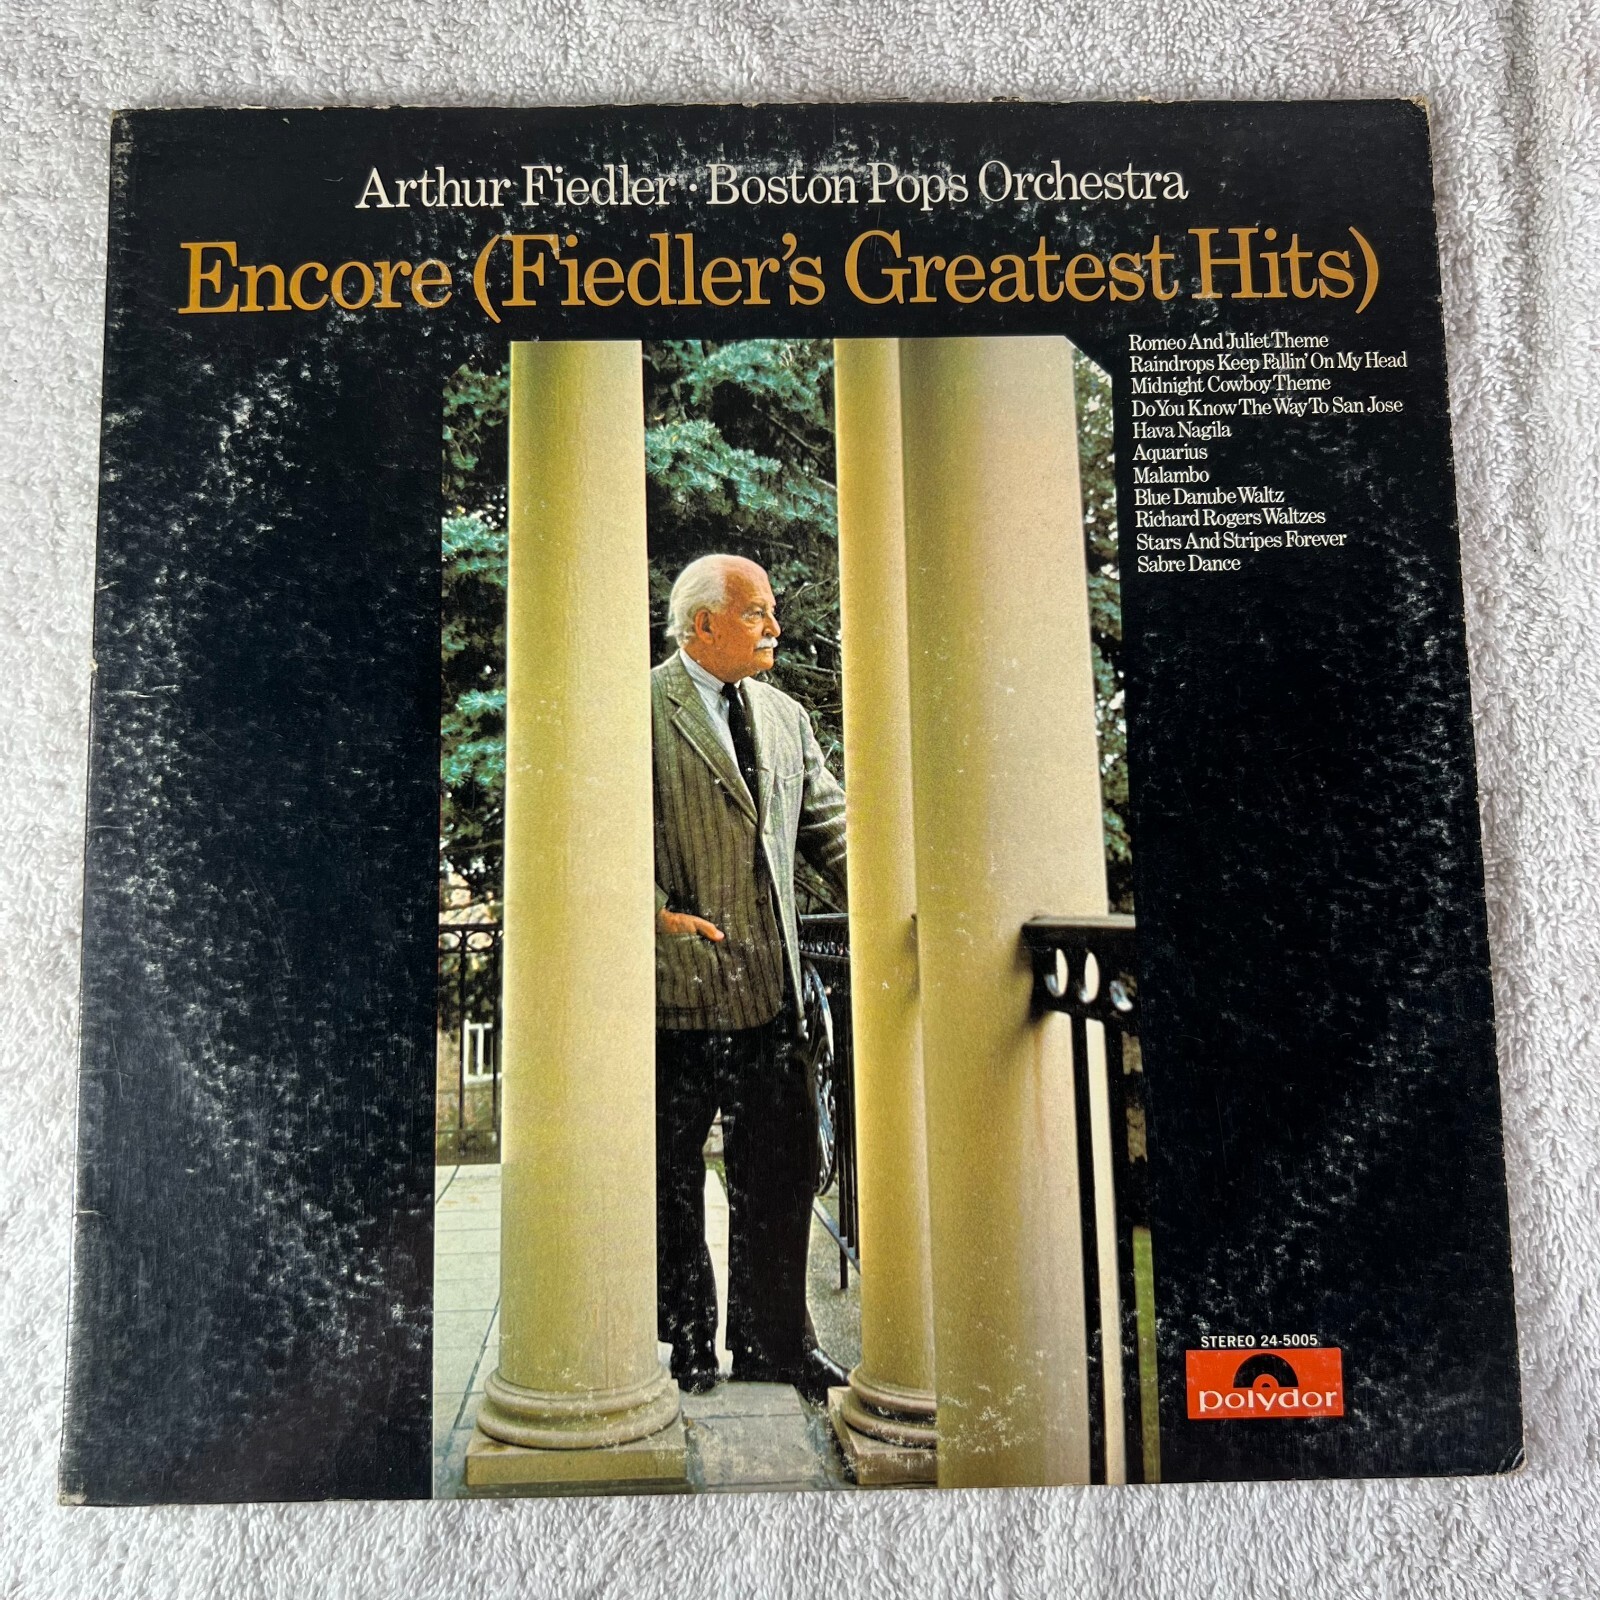 Arthur Fiedler · Boston Pops Orchestra
Encore (Fiedler's Greatest Hits)
Romeo And Juliet Theme
Raindrops Keep Fallin' On My Head
Midnight Cowboy Theme
Do You Know The Way To San Jose
Hava Nagila
Aquarius
Malambo
Blue Danube Waltz
Richard Rogers Waltzes
Stars And Stripes Forever
Sabre Dance
STEREO 24-5005
polydor